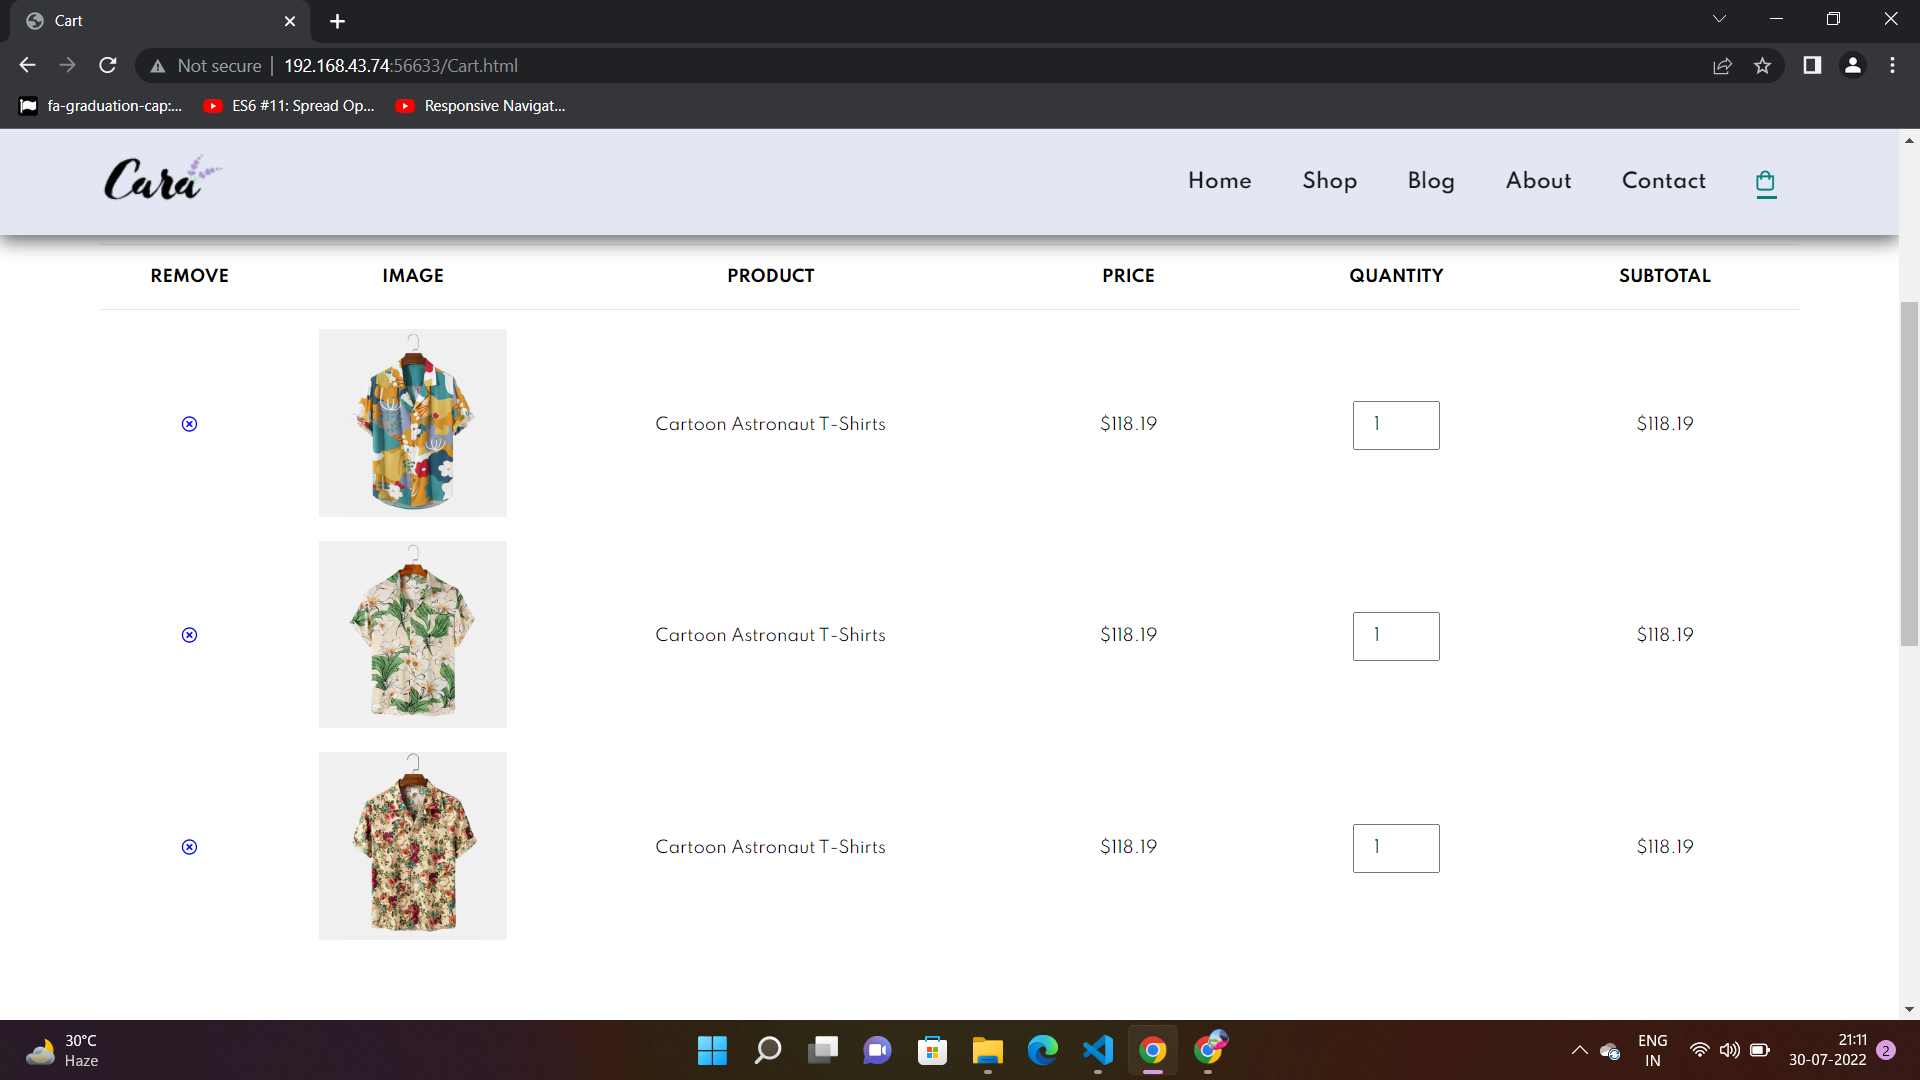 Cart
Not secure 192.168.43.74:56633/Cart.html
fa-graduation-cap:... ES6 #11: Spread Op... Responsive Navigat...
Cara Home Shop Blog About Contact
REMOVE IMAGE PRODUCT PRICE QUANTITY SUBTOTAL
Cartoon Astronaut T-Shirts $118.19 1 $118.19
Cartoon Astronaut T-Shirts $118.19 1 $118.19
Cartoon Astronaut T-Shirts $118.19 1 $118.19
30°C
Haze
ENG
IN
21:11
30-07-2022
2